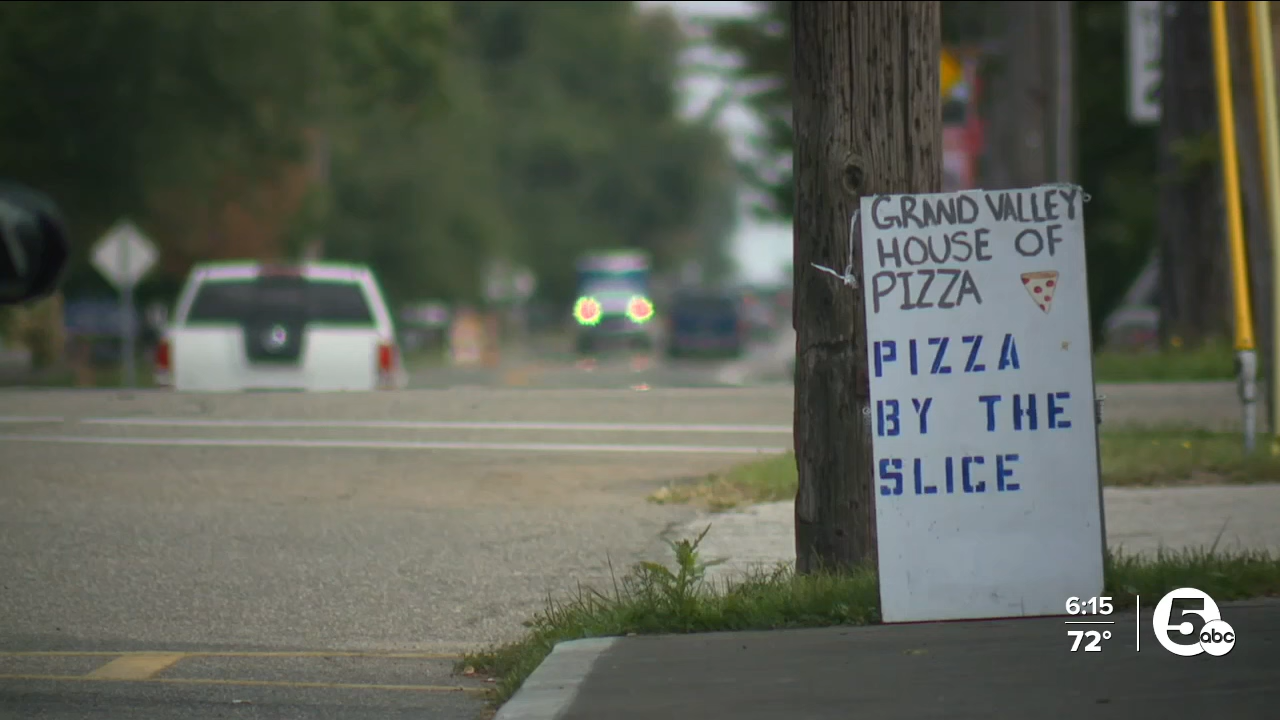 GRAND VALLEY
HOUSE OF
PIZZA
PIZZA
BY THE
SLICE
6:15
72°
5
abc